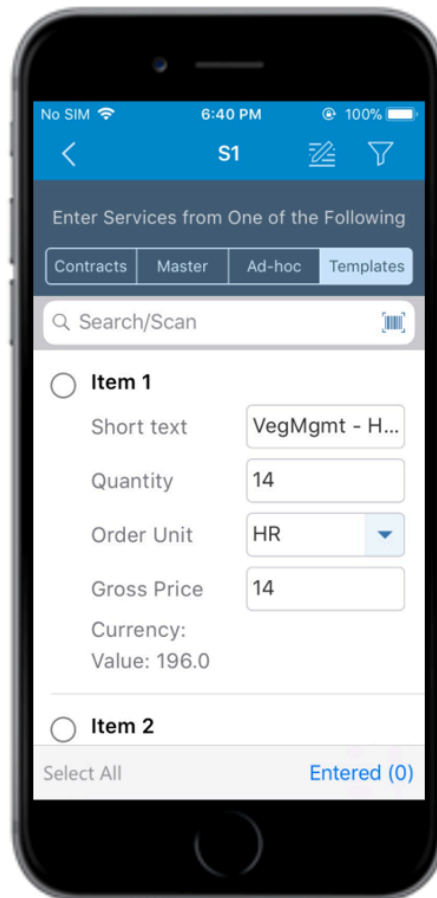 No SIM 6:40 PM 100%
S1
Enter Services from One of the Following
Contracts Master Ad-hoc Templates
Search/Scan
Item 1
Short text VegMgmt - H...
Quantity 14
Order Unit HR
Gross Price 14
Currency:
Value: 196.0
Item 2
Select All Entered (0)